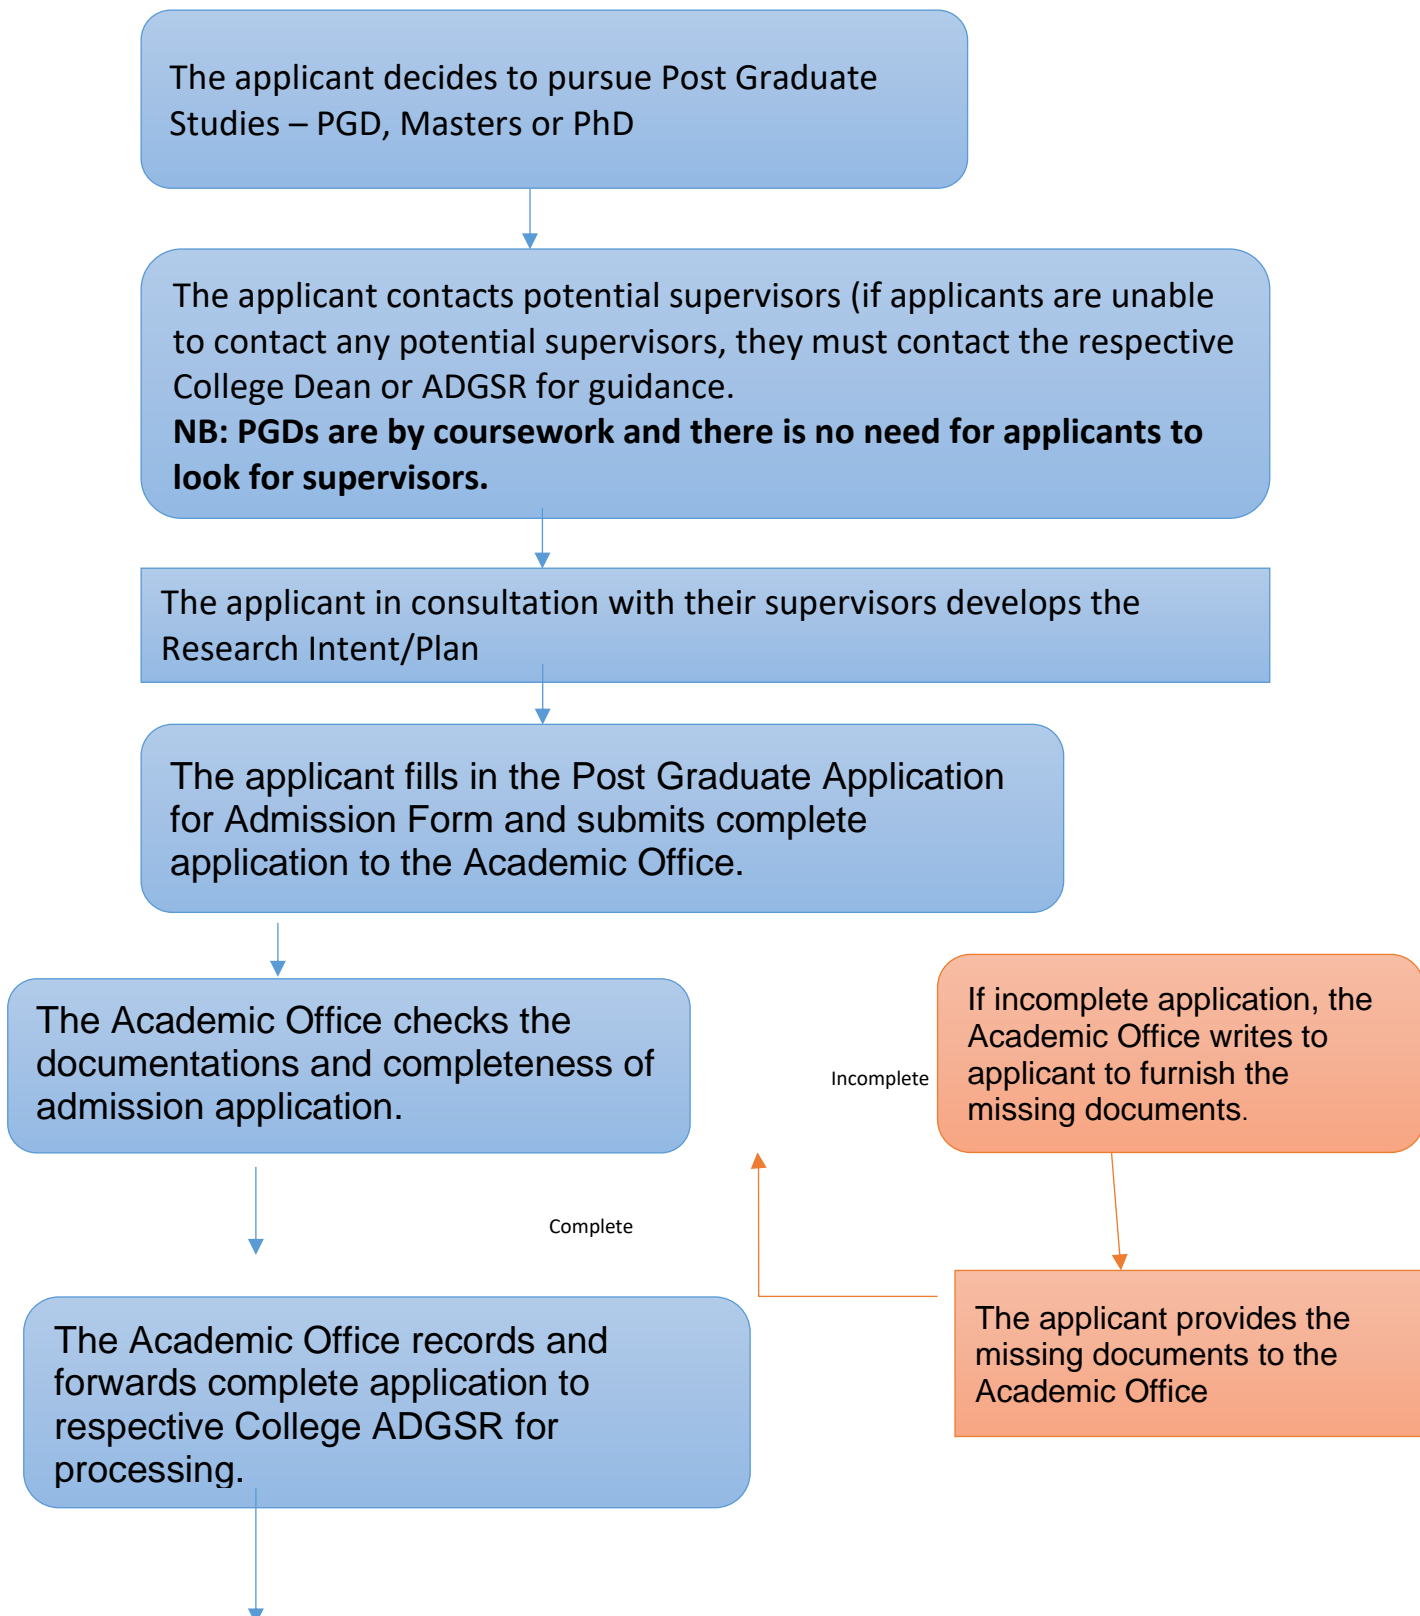 The applicant decides to pursue Post Graduate
Studies – PGD, Masters or PhD
The applicant contacts potential supervisors (if applicants are unable
to contact any potential supervisors, they must contact the respective
College Dean or ADGSR for guidance.
NB: PGDs are by coursework and there is no need for applicants to
look for supervisors.
The applicant in consultation with their supervisors develops the
Research Intent/Plan
The applicant fills in the Post Graduate Application
for Admission Form and submits complete
application to the Academic Office.
The Academic Office checks the
documentations and completeness of
admission application.
Incomplete
If incomplete application, the
Academic Office writes to
applicant to furnish the
missing documents.
Complete
The applicant provides the
missing documents to the
Academic Office
The Academic Office records and
forwards complete application to
respective College ADGSR for
processing.